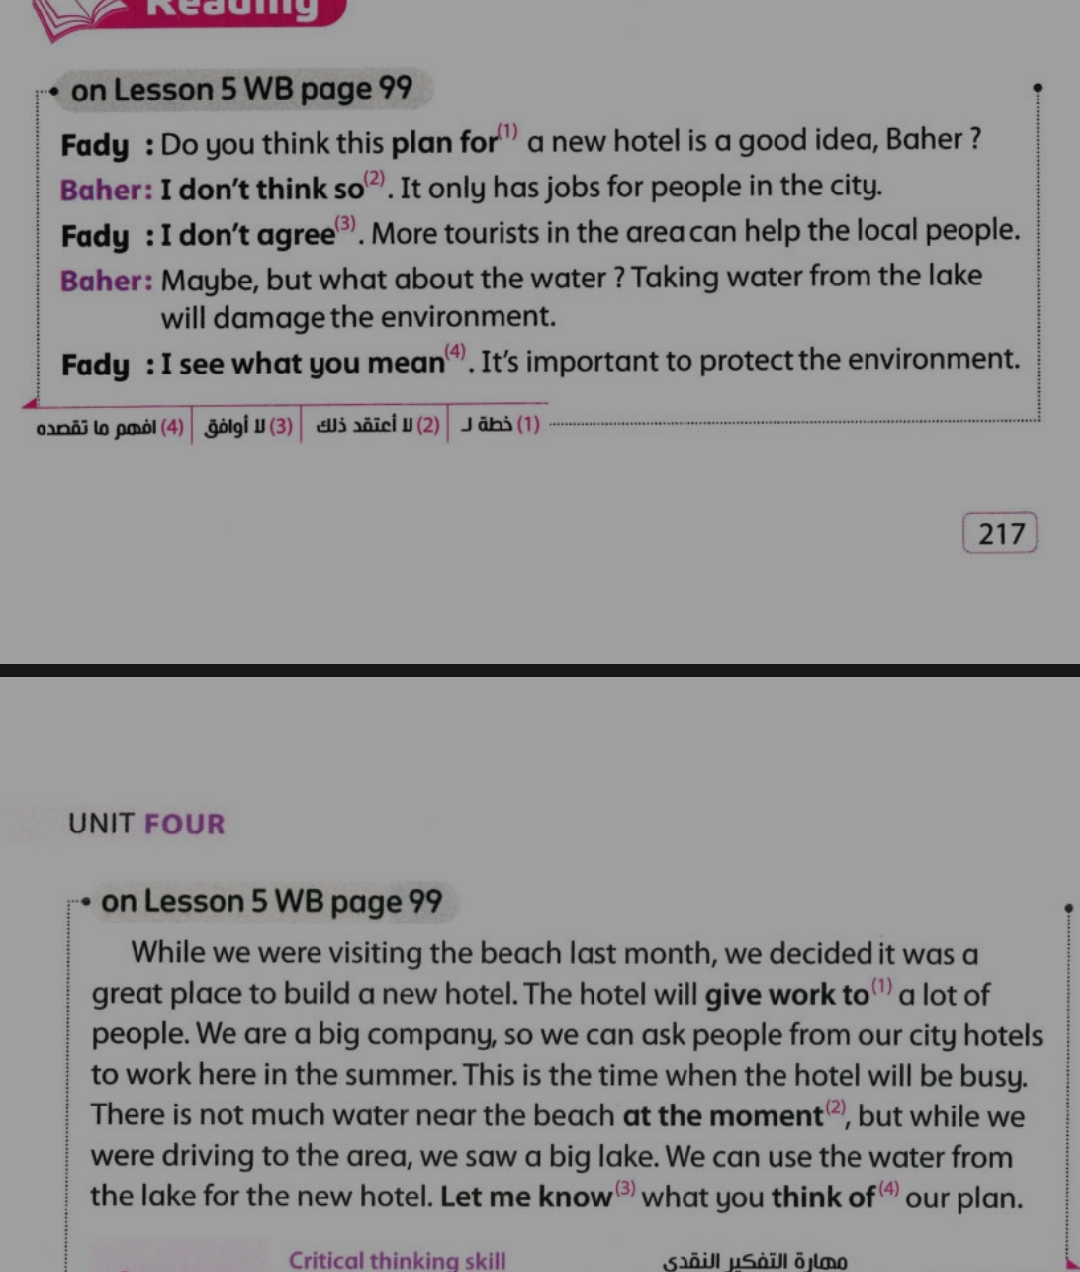 Reading
on Lesson 5 WB page 99
Fady : Do you think this plan for(1) a new hotel is a good idea, Baher ?
Baher: I don't think so(2). It only has jobs for people in the city.
Fady : I don't agree(3). More tourists in the area can help the local people.
Baher: Maybe, but what about the water ? Taking water from the lake
will damage the environment.
Fady : I see what you mean(4). It's important to protect the environment.
(1) خطة لـ (2) لا أعتقد ذلك (3) لا أوافق (4) افهم ما تقصده
217
UNIT FOUR
on Lesson 5 WB page 99
While we were visiting the beach last month, we decided it was a
great place to build a new hotel. The hotel will give work to(1) a lot of
people. We are a big company, so we can ask people from our city hotels
to work here in the summer. This is the time when the hotel will be busy.
There is not much water near the beach at the moment(2), but while we
were driving to the area, we saw a big lake. We can use the water from
the lake for the new hotel. Let me know(3) what you think of(4) our plan.
Critical thinking skill مهارة التفكير النقدى